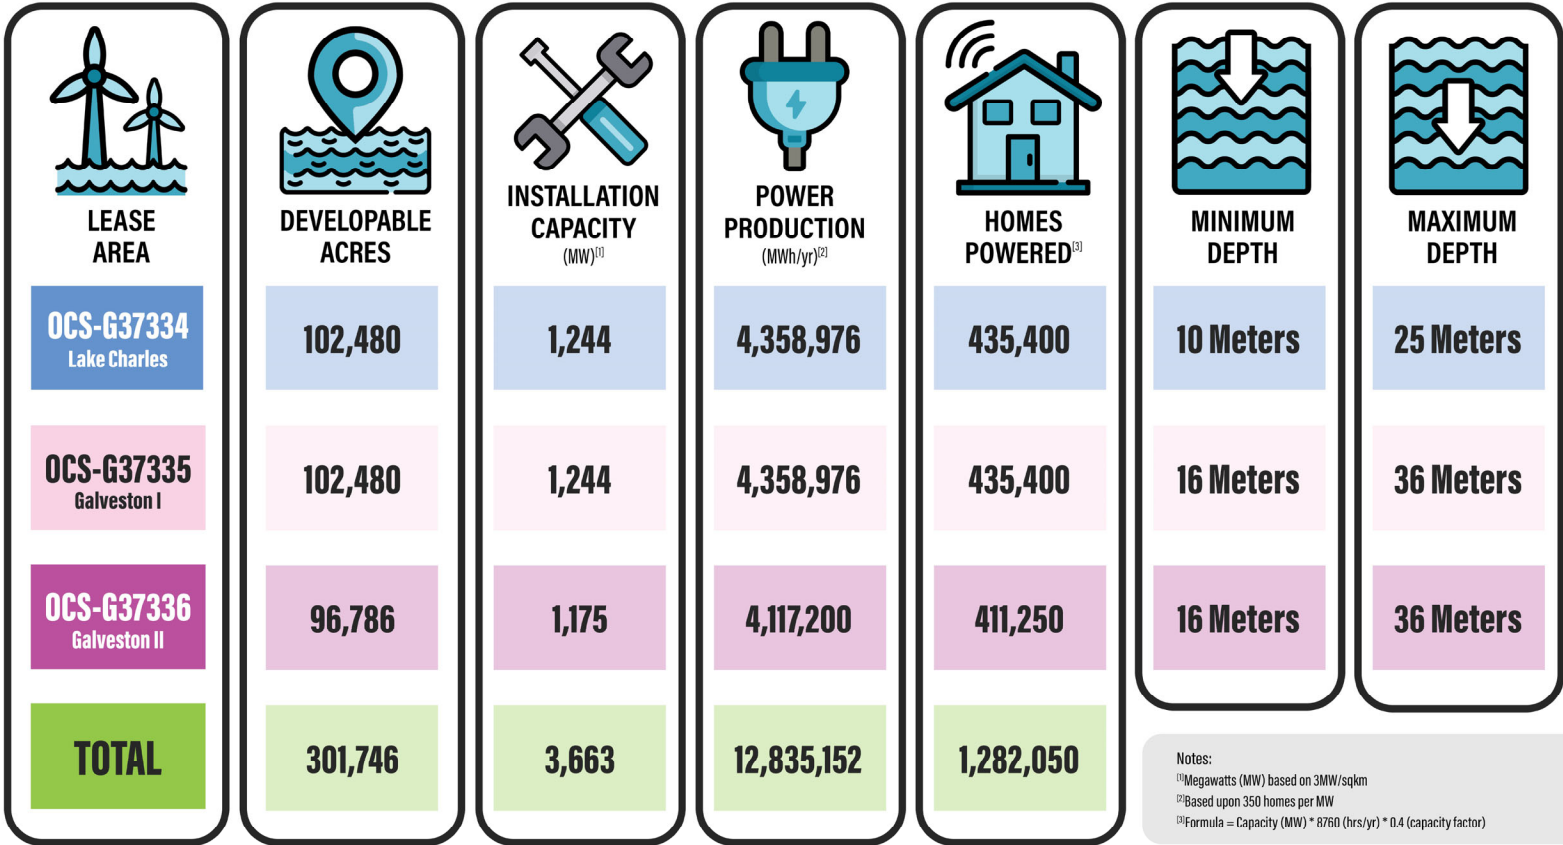 LEASE
AREA
DEVELOPABLE
ACRES
INSTALLATION
CAPACITY
(MW)[1]
POWER
PRODUCTION
(MWh/yr)[2]
HOMES
POWERED[3]
MINIMUM
DEPTH
MAXIMUM
DEPTH
OCS-G37334
Lake Charles
102,480
1,244
4,358,976
435,400
10 Meters
25 Meters
OCS-G37335
Galveston I
102,480
1,244
4,358,976
435,400
16 Meters
36 Meters
OCS-G37336
Galveston II
96,786
1,175
4,117,200
411,250
16 Meters
36 Meters
TOTAL
301,746
3,663
12,835,152
1,282,050
Notes:
[1]Megawatts (MW) based on 3MW/sqkm
[2]Based upon 350 homes per MW
[3]Formula = Capacity (MW) * 8760 (hrs/yr) * 0.4 (capacity factor)